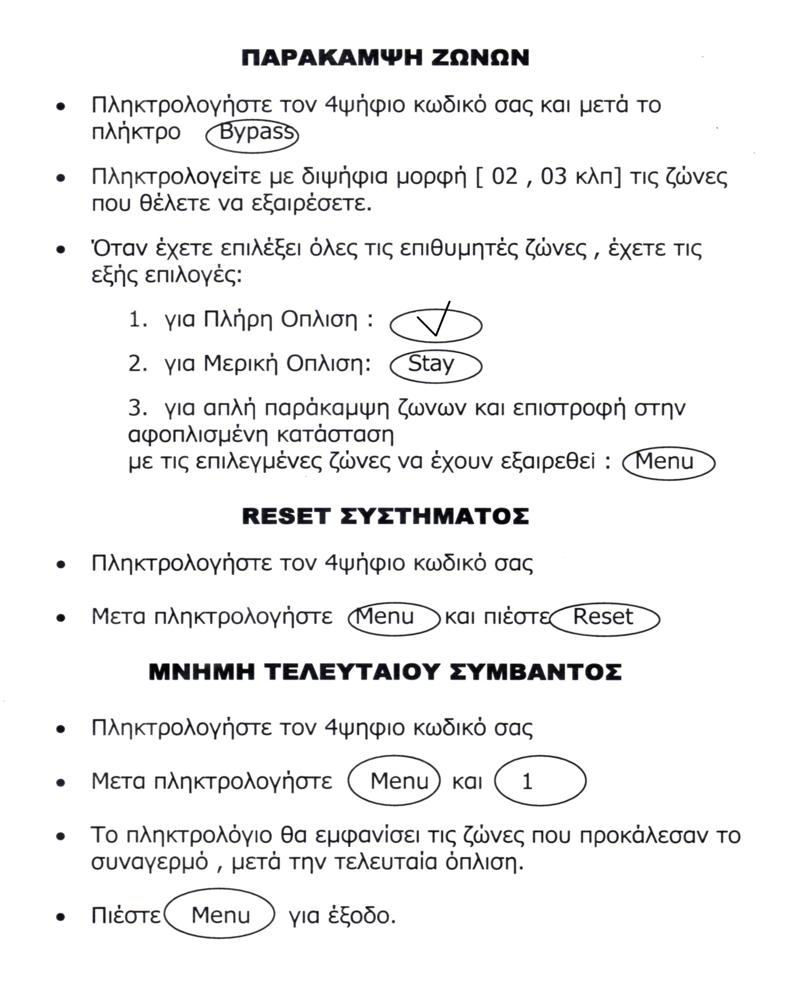 ΠΑΡΑΚΑΜΨΗ ΖΩΝΩΝ
• Πληκτρολογήστε τον 4ψήφιο κωδικό σας και μετά το
πλήκτρο Bypass
• Πληκτρολογείτε με διψήφια μορφή [ 02 , 03 κλπ] τις ζώνες
που θέλετε να εξαιρέσετε.
• Όταν έχετε επιλέξει όλες τις επιθυμητές ζώνες , έχετε τις
εξής επιλογές:
1. για Πλήρη Οπλιση : √
2. για Μερική Οπλιση: Stay
3. για απλή παράκαμψη ζωνων και επιστροφή στην
αφοπλισμένη κατάσταση
με τις επιλεγμένες ζώνες να έχουν εξαιρεθεί : Menu
RESET ΣΥΣΤΗΜΑΤΟΣ
• Πληκτρολογήστε τον 4ψήφιο κωδικό σας
• Μετα πληκτρολογήστε Menu και πιέστε Reset
ΜΝΗΜΗ ΤΕΛΕΥΤΑΙΟΥ ΣΥΜΒΑΝΤΟΣ
• Πληκτρολογήστε τον 4ψηφιο κωδικό σας
• Μετα πληκτρολογήστε Menu και 1
• Το πληκτρολόγιο θα εμφανίσει τις ζώνες που προκάλεσαν το
συναγερμό , μετά την τελευταία όπλιση.
• Πιέστε Menu για έξοδο.